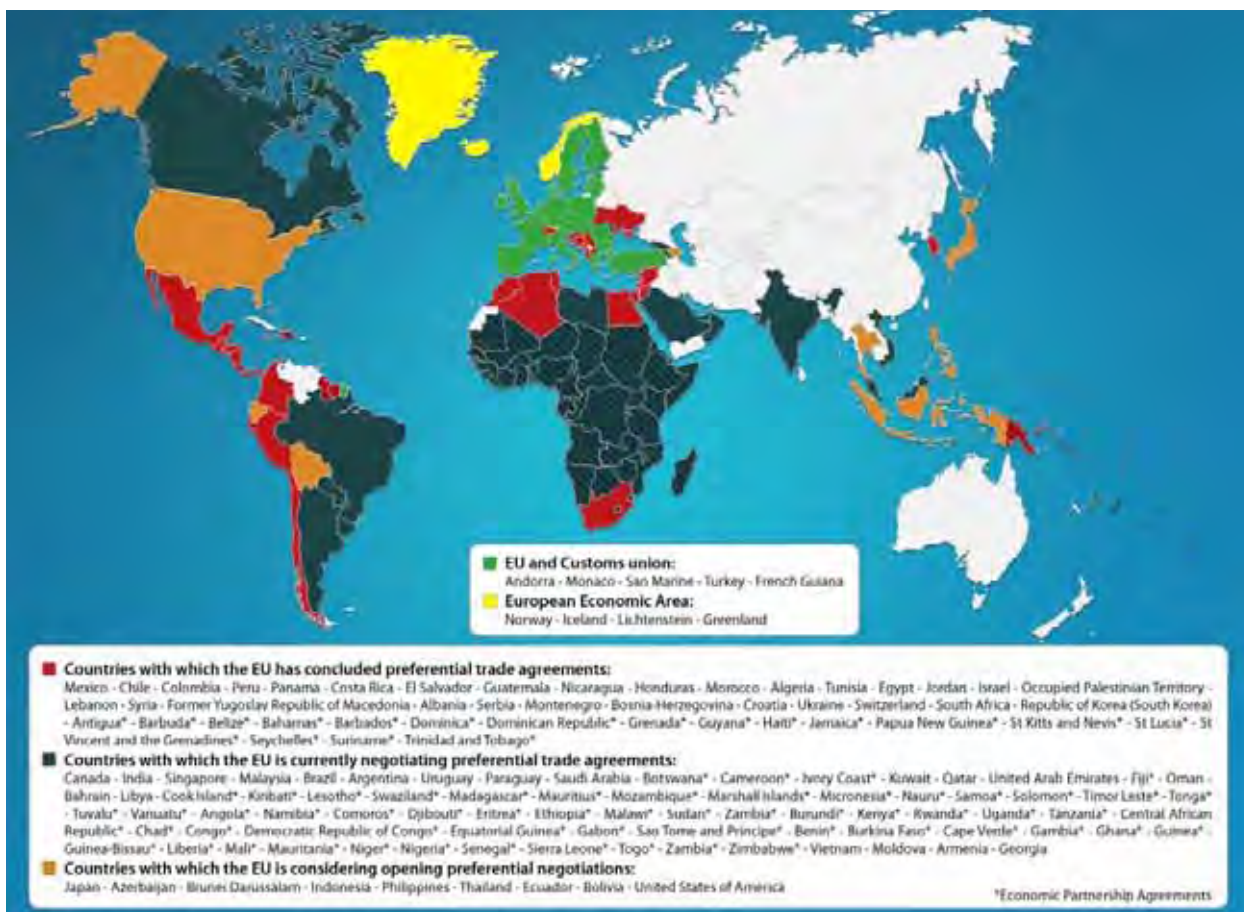 EU and Customs union:
Andorra - Monaco - San Marine - Turkey - French Guiana
European Economic Area:
Norway - Iceland - Lichtenstein - Greenland
Countries with which the EU has concluded preferential trade agreements:
Mexico - Chile - Colombia - Peru - Panama - Costa Rica - El Salvador - Guatemala - Nicaragua - Honduras - Morocco - Algeria - Tunisia - Egypt - Jordan - Israel - Occupied Palestinian Territory -
Lebanon - Syria - Former Yugoslav Republic of Macedonia - Albania - Serbia - Montenegro - Bosnia-Herzegovina - Croatia - Ukraine - Switzerland - South Africa - Republic of Korea (South Korea)
- Antigua* - Barbuda* - Belize* - Bahamas* - Barbados* - Dominica* - Dominican Republic* - Grenada* - Guyana* - Haiti* - Jamaica* - Papua New Guinea* - St Kitts and Nevis* - St Lucia* - St
Vincent and the Grenadines* - Seychelles* - Suriname* - Trinidad and Tobago*
Countries with which the EU is currently negotiating preferential trade agreements:
Canada - India - Singapore - Malaysia - Brazil - Argentina - Uruguay - Paraguay - Saudi Arabia - Botswana* - Cameroon* - Ivory Coast* - Kuwait - Qatar - United Arab Emirates - Fiji* - Oman -
Bahrain - Libya - Cook Island* - Kiribati* - Lesotho* - Swaziland* - Madagascar* - Mauritius* - Mozambique* - Marshall Islands* - Micronesia* - Nauru* - Samoa* - Solomon* - Timor Leste* - Tonga*
- Tuvalu* - Vanuatu* - Angola* - Namibia* - Comoros* - Djibouti* - Eritrea* - Ethiopia* - Malawi* - Sudan* - Zambia* - Burundi* - Kenya* - Rwanda* - Uganda* - Tanzania* - Central African
Republic* - Chad* - Congo* - Democratic Republic of Congo* - Equatorial Guinea* - Gabon* - Sao Tome and Principe* - Benin* - Burkina Faso* - Cape Verde* - Gambia* - Ghana* - Guinea* -
Guinea-Bissau* - Liberia* - Mali* - Mauritania* - Niger* - Nigeria* - Senegal* - Sierra Leone* - Togo* - Zambia* - Zimbabwe* - Vietnam - Moldova - Armenia - Georgia
Countries with which the EU is considering opening preferential negotiations:
Japan - Azerbaijan - Brunei Darussalam - Indonesia - Philippines - Thailand - Ecuador - Bolivia - United States of America
*Economic Partnership Agreements